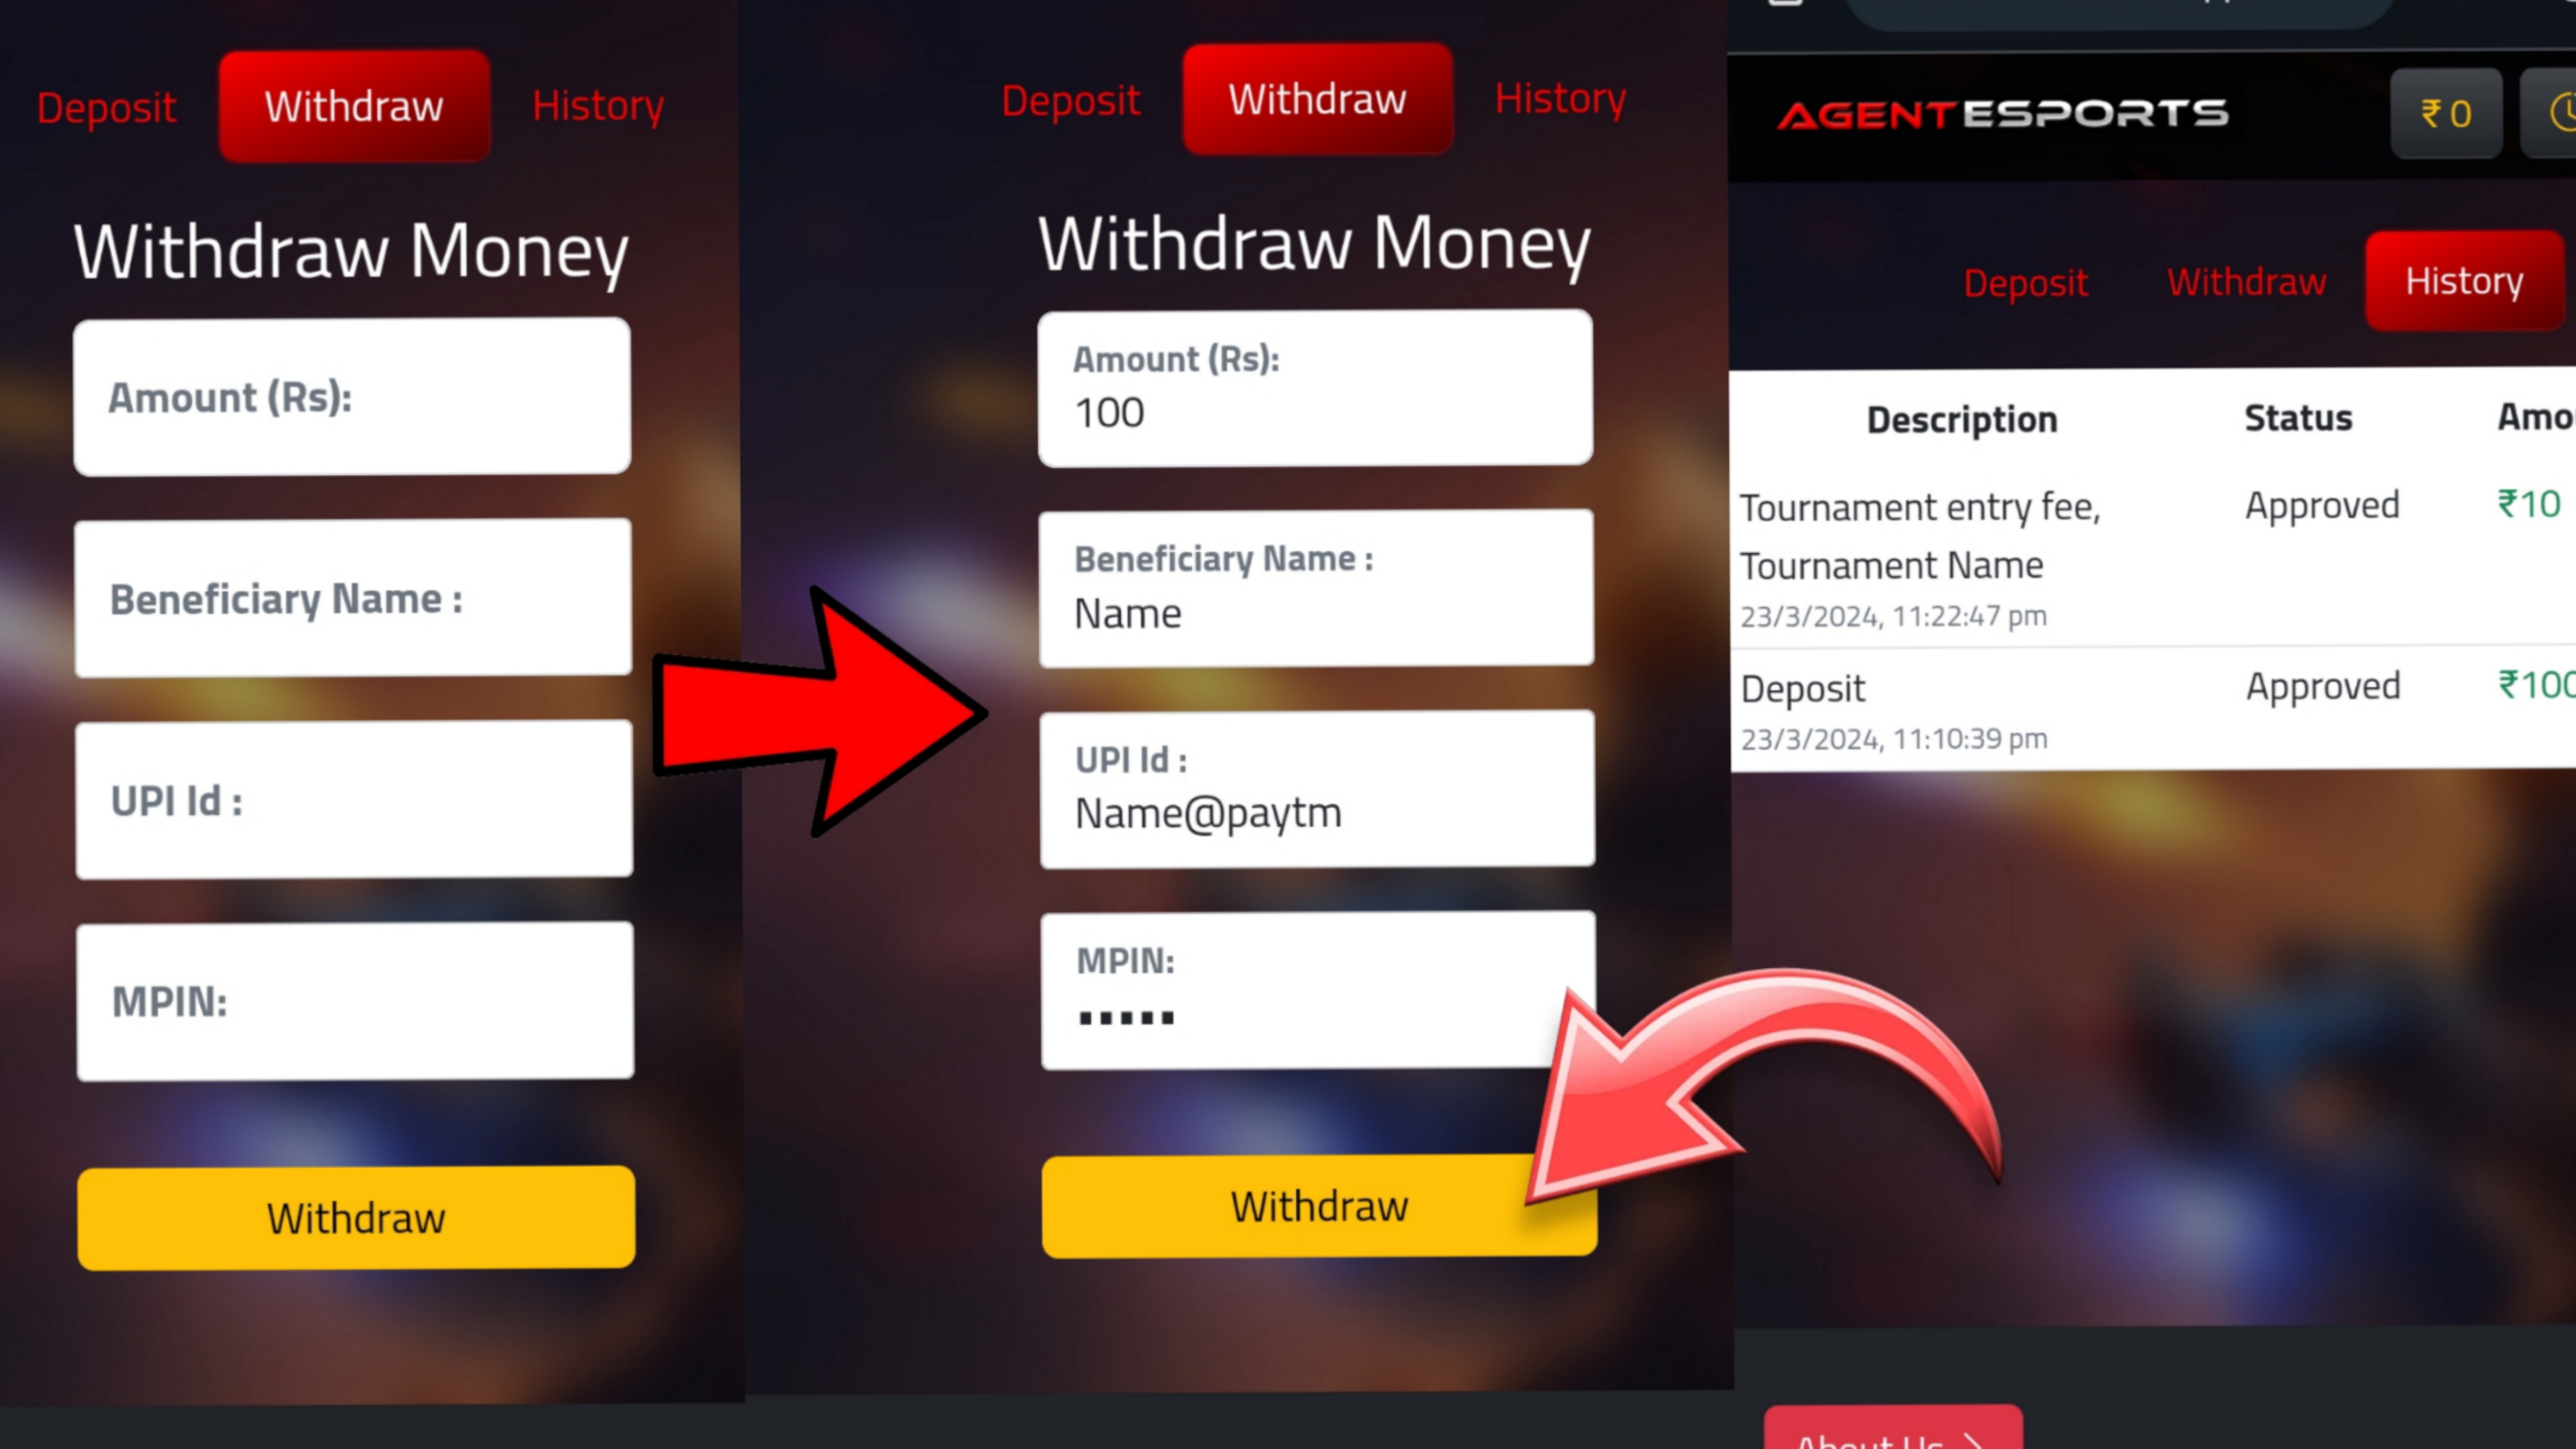 Deposit
Withdraw
History
Withdraw Money
Amount (Rs):
Beneficiary Name :
UPI Id :
MPIN:
Withdraw
Deposit
Withdraw
History
Withdraw Money
Amount (Rs):
100
Beneficiary Name :
Name
UPI Id :
Name@paytm
MPIN:
Withdraw
AGENTESPORTS
₹ 0
Deposit
Withdraw
History
Description Status
Tournament entry fee, Approved ₹10
Tournament Name
23/3/2024, 11:22:47 pm
Deposit Approved ₹100
23/3/2024, 11:10:39 pm
About Us